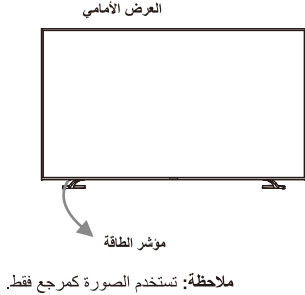 العرض الأمامي
مؤشر الطاقة
ملاحظة: تستخدم الصورة كمرجع فقط.